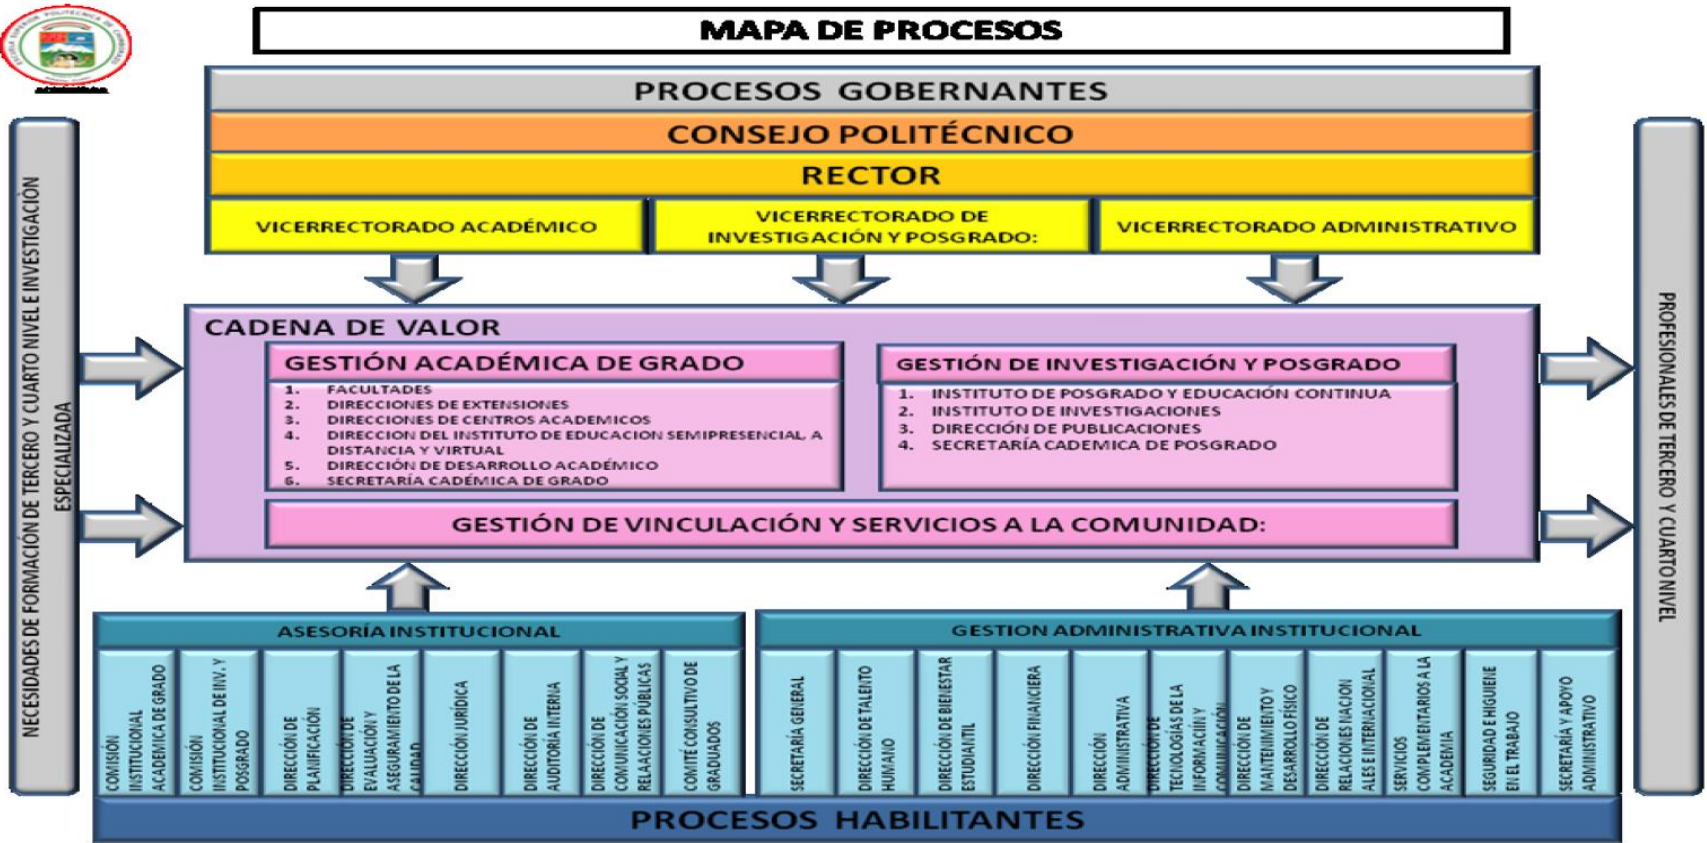 ESCUELA SUPERIOR POLITECNICA DE CHIMBORAZO
MAPA DE PROCESOS
PROCESOS GOBERNANTES
CONSEJO POLITÉCNICO
RECTOR
VICERRECTORADO ACADÉMICO
VICERRECTORADO DE
INVESTIGACIÓN Y POSGRADO:
VICERRECTORADO ADMINISTRATIVO
NECESIDADES DE FORMACIÓN DE TERCERO Y CUARTO NIVEL E INVESTIGACIÓN
ESPECIALIZADA
CADENA DE VALOR
GESTIÓN ACADÉMICA DE GRADO
1. FACULTADES
2. DIRECCIONES DE EXTENSIONES
3. DIRECCIONES DE CENTROS ACADEMICOS
4. DIRECCION DEL INSTITUTO DE EDUCACION SEMIPRESENCIAL, A
DISTANCIA Y VIRTUAL
5. DIRECCIÓN DE DESARROLLO ACADÉMICO
6. SECRETARÍA CADÉMICA DE GRADO
GESTIÓN DE INVESTIGACIÓN Y POSGRADO
1. INSTITUTO DE POSGRADO Y EDUCACIÓN CONTINUA
2. INSTITUTO DE INVESTIGACIONES
3. DIRECCIÓN DE PUBLICACIONES
4. SECRETARÍA CADEMICA DE POSGRADO
GESTIÓN DE VINCULACIÓN Y SERVICIOS A LA COMUNIDAD:
PROFESIONALES DE TERCERO Y CUARTO NIVEL
ASESORÍA INSTITUCIONAL
COMISIÓN
INSTITUCIONAL
ACADEMICA DE GRADO
COMISIÓN
INSTITUCIONAL DE INV. Y
POSGRADO
DIRECCIÓN DE
PLANIFICACIÓN
DIRECCIÓN DE
EVALUACIÓN Y
ASEGURAMIENTO DE LA
CALIDAD
DIRECCIÓN JURÍDICA
DIRECCIÓN DE
AUDITORÍA INTERNA
DIRECCIÓN DE
COMUNICACIÓN SOCIAL Y
RELAACIONES PÚBLICAS
COMITÉ CONSULTIVO DE
GRADUADOS
GESTION ADMINISTRATIVA INSTITUCIONAL
SECRETARÍA GENERAL
DIRECCIÓN DE TALENTO
HUMANO
DIRECCIÓN DE BIENESTAR
ESTUDIANTIL
DIRECCIÓN FINANCIERA
DIRECCIÓN
ADMINISTRATIVA
DIRECCIÓN DE
TECNOLOGÍAS DE LA
INFORMACIÍN Y
COMUNICACIÓN
DIRECCIÓN DE
MANTENIMIENTO Y
DESARROLLO FÍSICO
DIRECCIÓN DE
RELACIONES NACION
ALES E INTERNACIONAL
SERVICIOS
COMPLEMENTARIOS A LA
ACADEMIA
SEGURIDAD E HIGUIENE
EN EL TRABAJO
SECRETARÍA Y APOYO
ADMINISTRATIVO
PROCESOS HABILITANTES